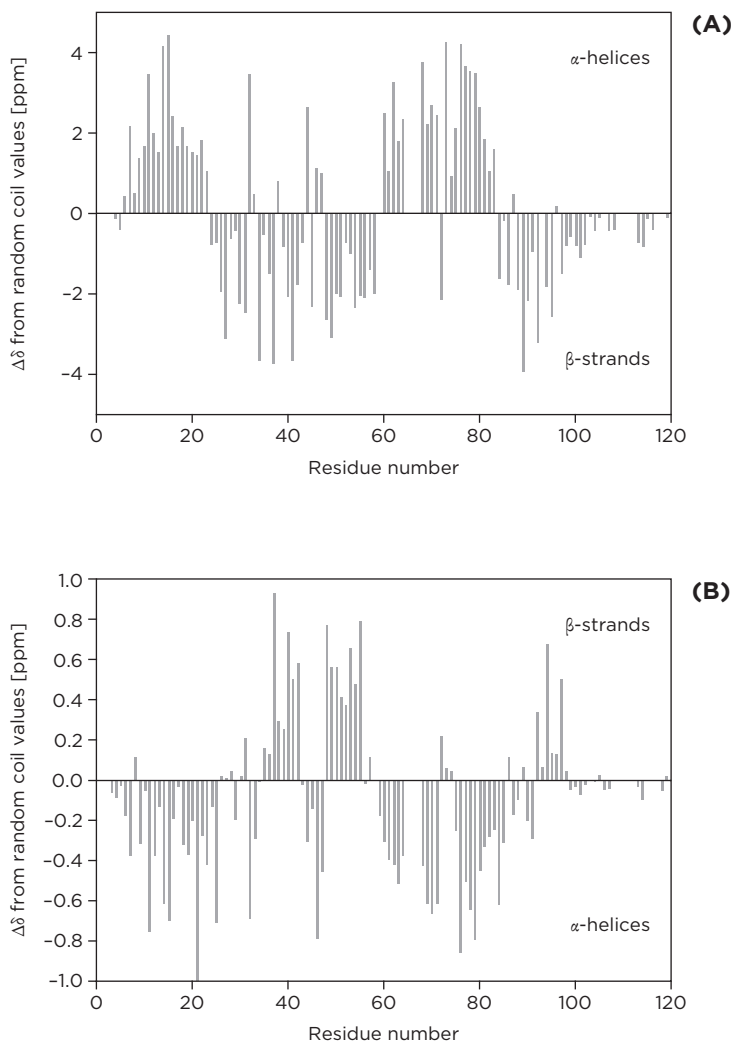 (A)
Δδ from random coil values [ppm]
4
2
0
−2
−4
α-helices
β-strands
0 20 40 60 80 100 120
Residue number
(B)
Δδ from random coil values [ppm]
1.0
0.8
0.6
0.4
0.2
0.0
−0.2
−0.4
−0.6
−0.8
−1.0
β-strands
α-helices
0 20 40 60 80 100 120
Residue number